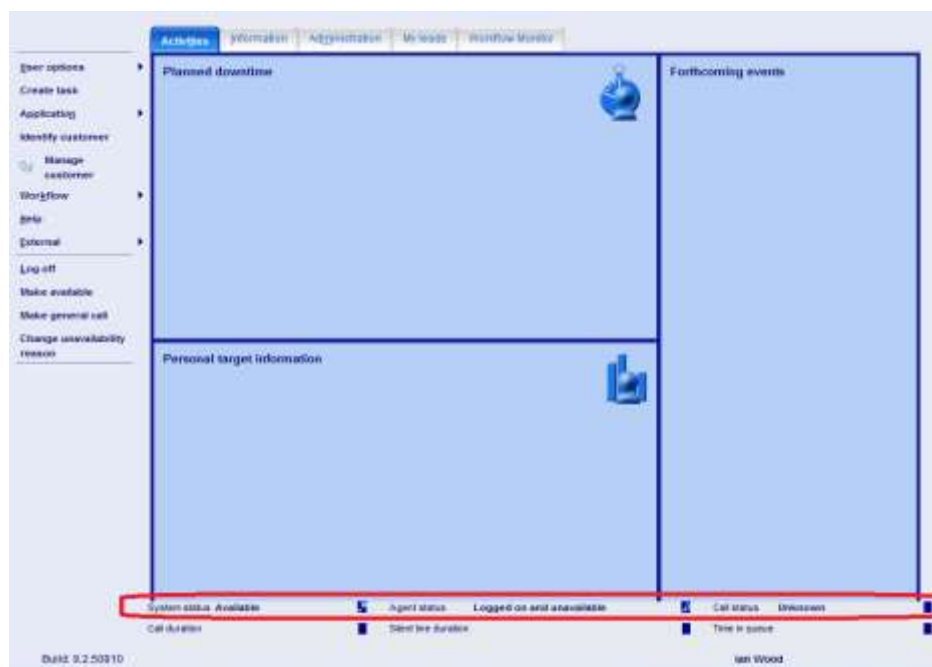 Activities Information Administration My leads Workflow Monitor
User options
Create task
Application
Identify customer
Manage
customer
Workflow
Help
External
Log off
Make available
Make general call
Change unavailability
reason
Planned downtime
Forthcoming events
Personal target information
System status Available Agent status Logged on and unavailable Call status Unknown
Call duration Silent line duration Time in queue
Build: 9.2.50810 Ian Wood